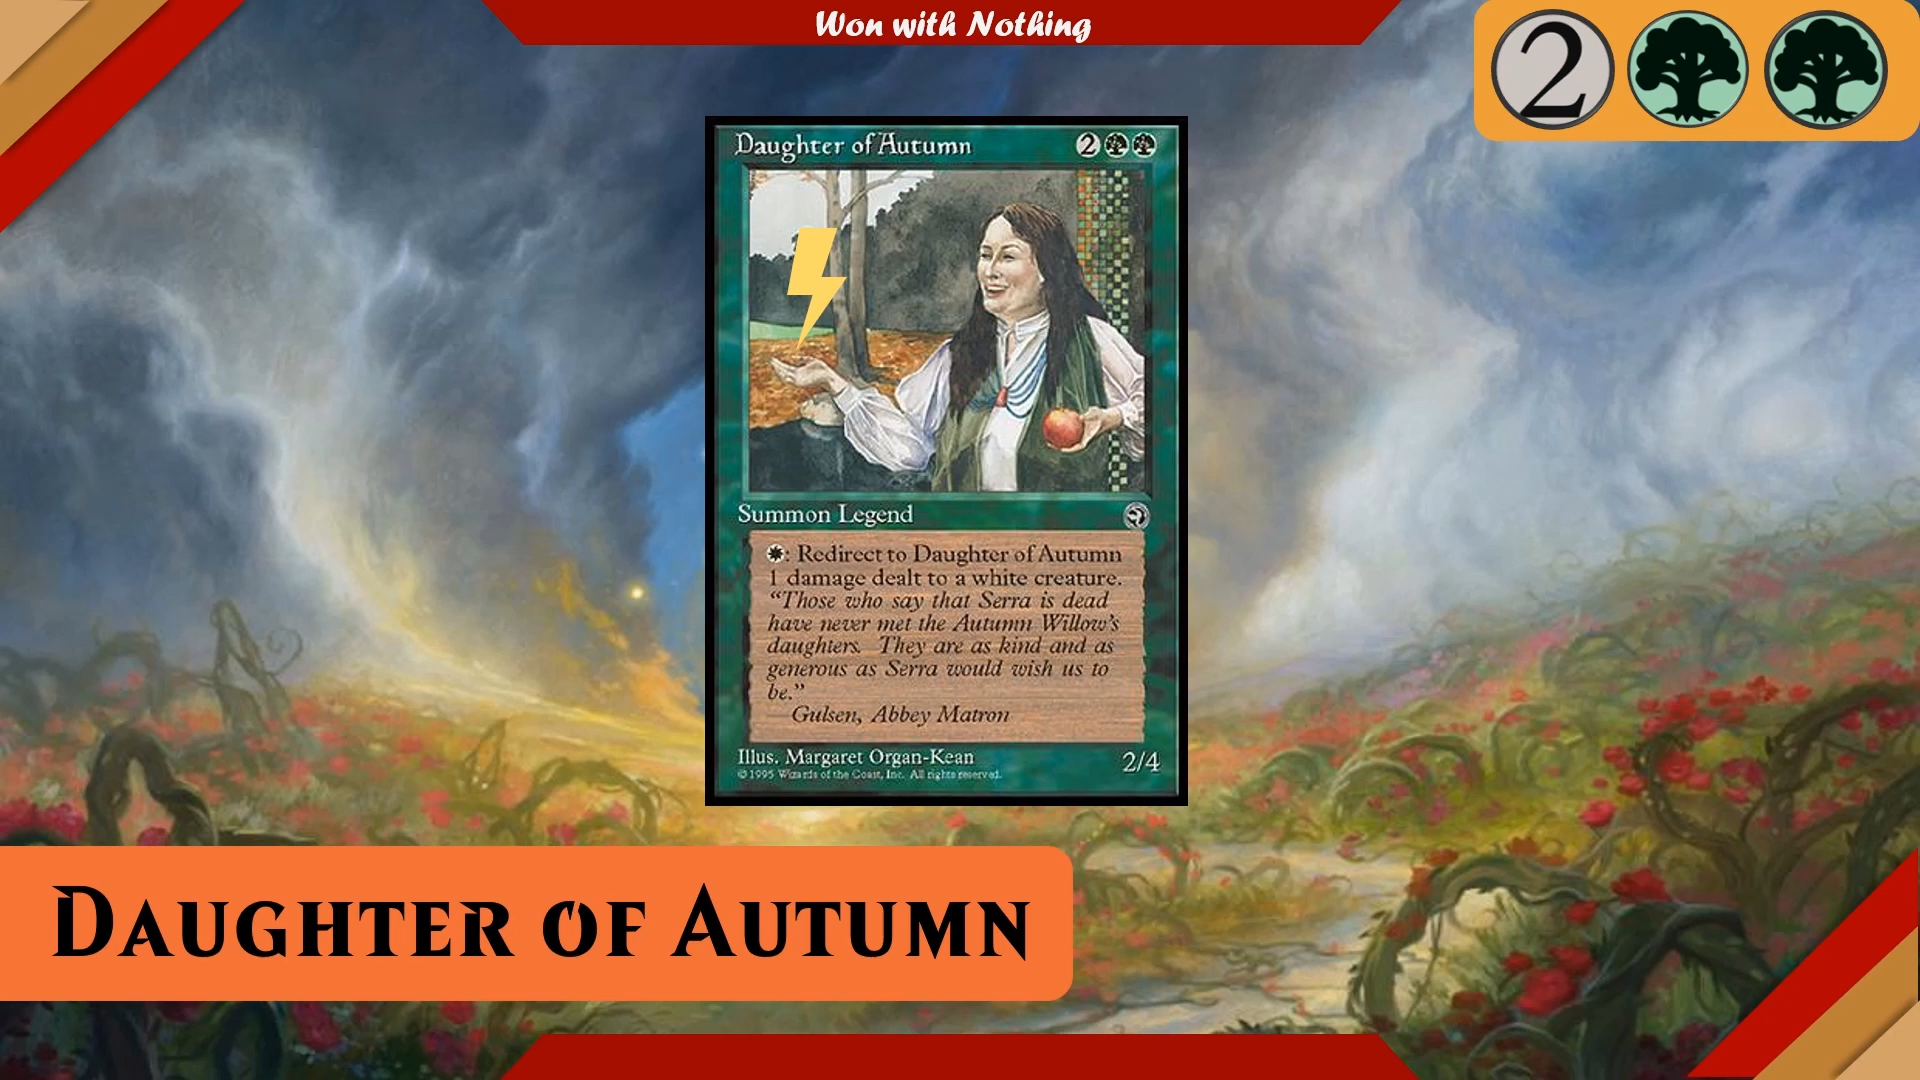 Won with Nothing
2
Daughter of Autumn 2
Summon Legend
: Redirect to Daughter of Autumn
1 damage dealt to a white creature.
“Those who say that Serra is dead
have never met the Autumn Willow’s
daughters. They are as kind and as
generous as Serra would wish us to
be.”
—Gulsen, Abbey Matron
Illus. Margaret Organ-Kean
2/4
© 1995 Wizards of the Coast, Inc. All rights reserved.
Daughter of Autumn